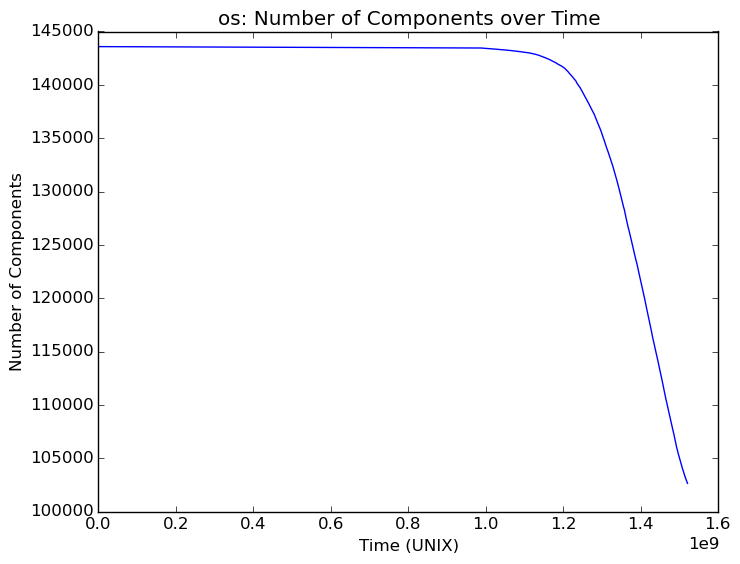 os: Number of Components over Time
145000
140000
135000
130000
125000
120000
115000
110000
105000
100000
Number of Components
0.0 0.2 0.4 0.6 0.8 1.0 1.2 1.4 1.6
1e9
Time (UNIX)